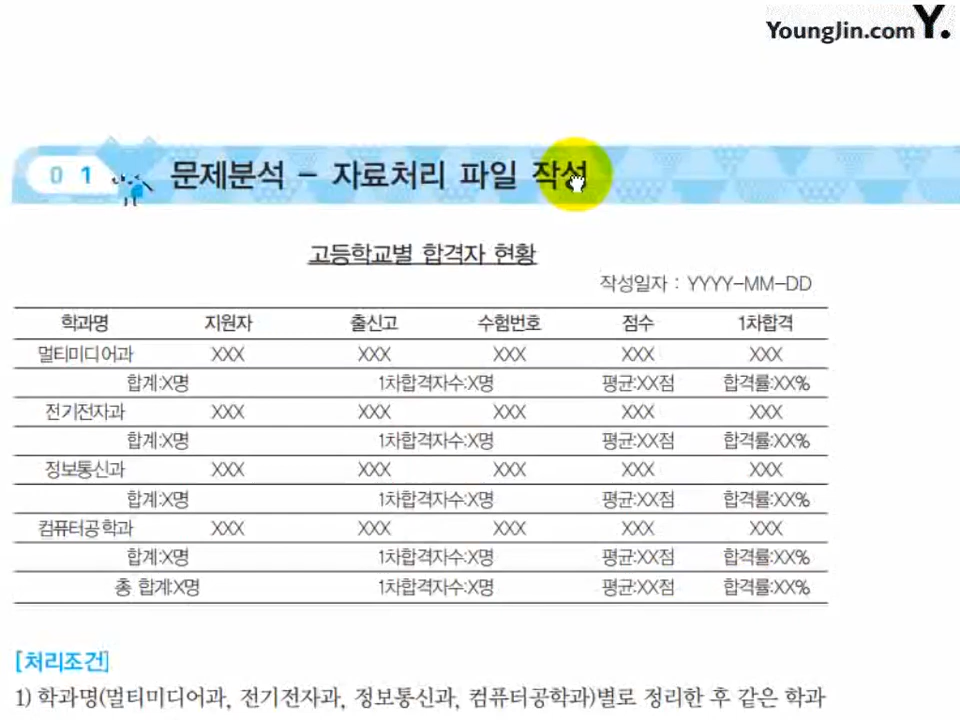 YoungJin.com Y.
01 문제분석 - 자료처리 파일 작성
고등학교별 합격자 현황
작성일자 : YYYY-MM-DD
학과명 지원자 출신고 수험번호 점수 1차합격
멀티미디어과 XXX XXX XXX XXX XXX
합계:X명 1차합격자수:X명 평균:XX점 합격률:XX%
전기전자과 XXX XXX XXX XXX XXX
합계:X명 1차합격자수:X명 평균:XX점 합격률:XX%
정보통신과 XXX XXX XXX XXX XXX
합계:X명 1차합격자수:X명 평균:XX점 합격률:XX%
컴퓨터공학과 XXX XXX XXX XXX XXX
합계:X명 1차합격자수:X명 평균:XX점 합격률:XX%
총 합계:X명 1차합격자수:X명 평균:XX점 합격률:XX%
[처리조건]
1) 학과명(멀티미디어과, 전기전자과, 정보통신과, 컴퓨터공학과)별로 정리한 후 같은 학과